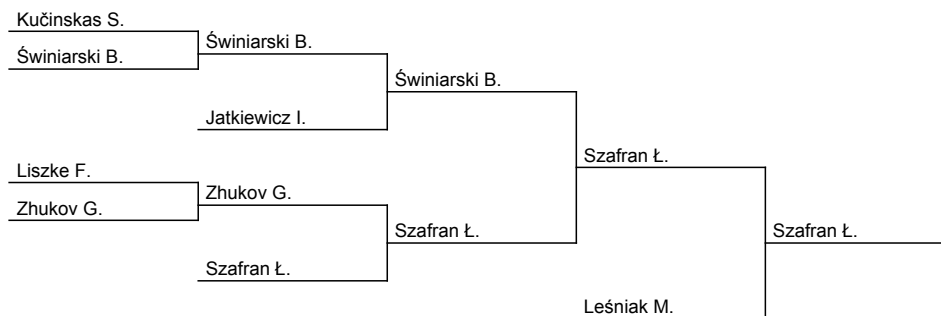 Kučinskas S.
Świniarski B.
Świniarski B.
Świniarski B.
Jatkiewicz I.
Szafran Ł.
Liszke F.
Zhukov G.
Zhukov G.
Szafran Ł.
Szafran Ł.
Szafran Ł.
Leśniak M.